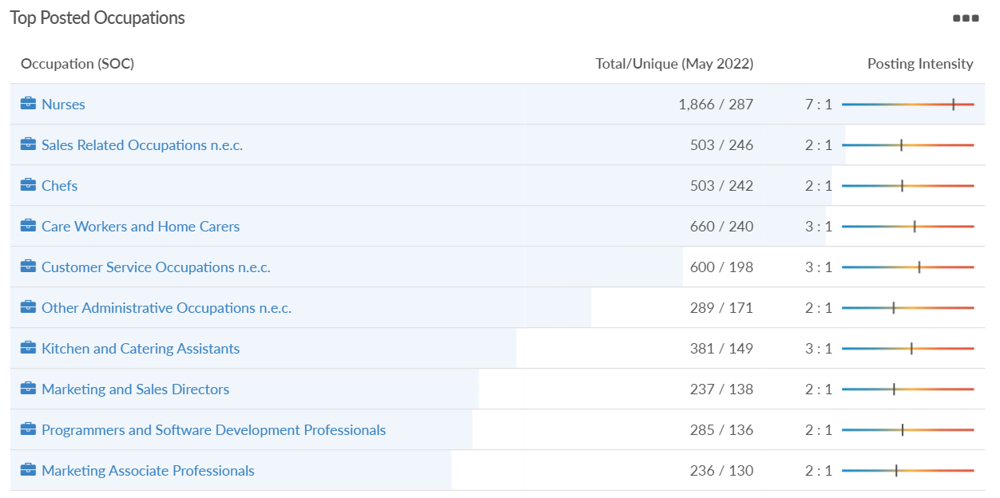 Top Posted Occupations
Occupation (SOC) Total/Unique (May 2022) Posting Intensity
Nurses 1,866 / 287 7 : 1
Sales Related Occupations n.e.c. 503 / 246 2 : 1
Chefs 503 / 242 2 : 1
Care Workers and Home Carers 660 / 240 3 : 1
Customer Service Occupations n.e.c. 600 / 198 3 : 1
Other Administrative Occupations n.e.c. 289 / 171 2 : 1
Kitchen and Catering Assistants 381 / 149 3 : 1
Marketing and Sales Directors 237 / 138 2 : 1
Programmers and Software Development Professionals 285 / 136 2 : 1
Marketing Associate Professionals 236 / 130 2 : 1